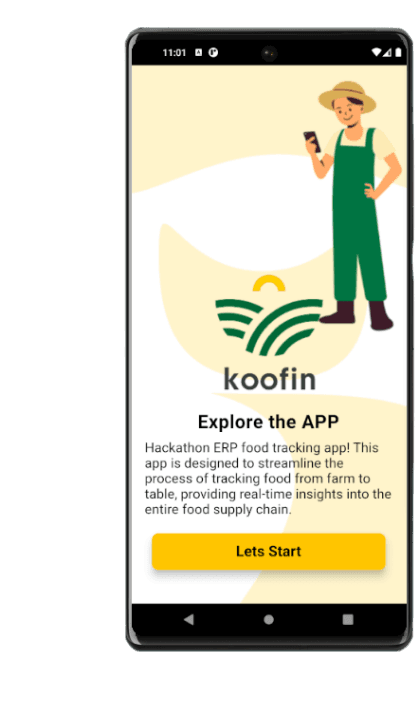 11:01
koofin
Explore the APP
Hackathon ERP food tracking app! This
app is designed to streamline the
process of tracking food from farm to
table, providing real-time insights into the
entire food supply chain.
Lets Start